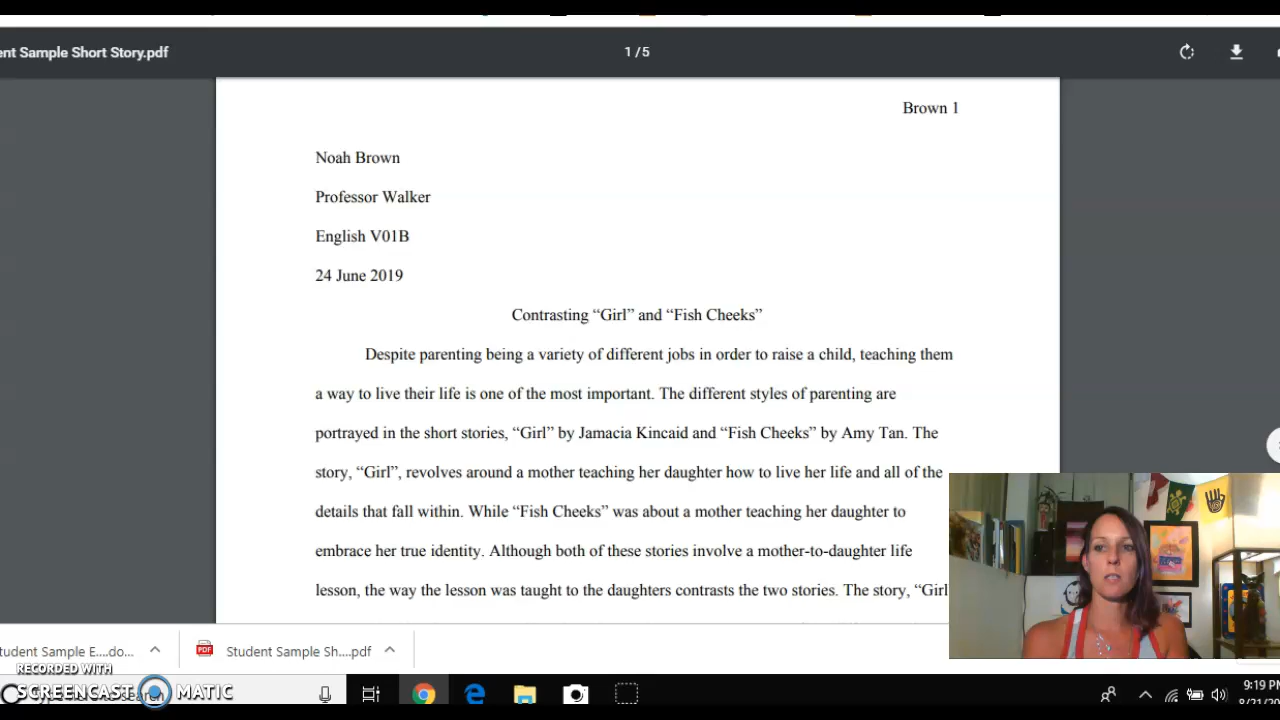 ent Sample Short Story.pdf
1 / 5
Brown 1
Noah Brown
Professor Walker
English V01B
24 June 2019
Contrasting “Girl” and “Fish Cheeks”
Despite parenting being a variety of different jobs in order to raise a child, teaching them
a way to live their life is one of the most important. The different styles of parenting are
portrayed in the short stories, “Girl” by Jamacia Kincaid and “Fish Cheeks” by Amy Tan. The
story, “Girl”, revolves around a mother teaching her daughter how to live her life and all of the
details that fall within. While “Fish Cheeks” was about a mother teaching her daughter to
embrace her true identity. Although both of these stories involve a mother-to-daughter life
lesson, the way the lesson was taught to the daughters contrasts the two stories. The story, “Girl
tudent Sample E....do...
PDF
Student Sample Sh....pdf
RECORDED WITH
SCREENCAST MATIC
search
9:19 PM
8/21/20